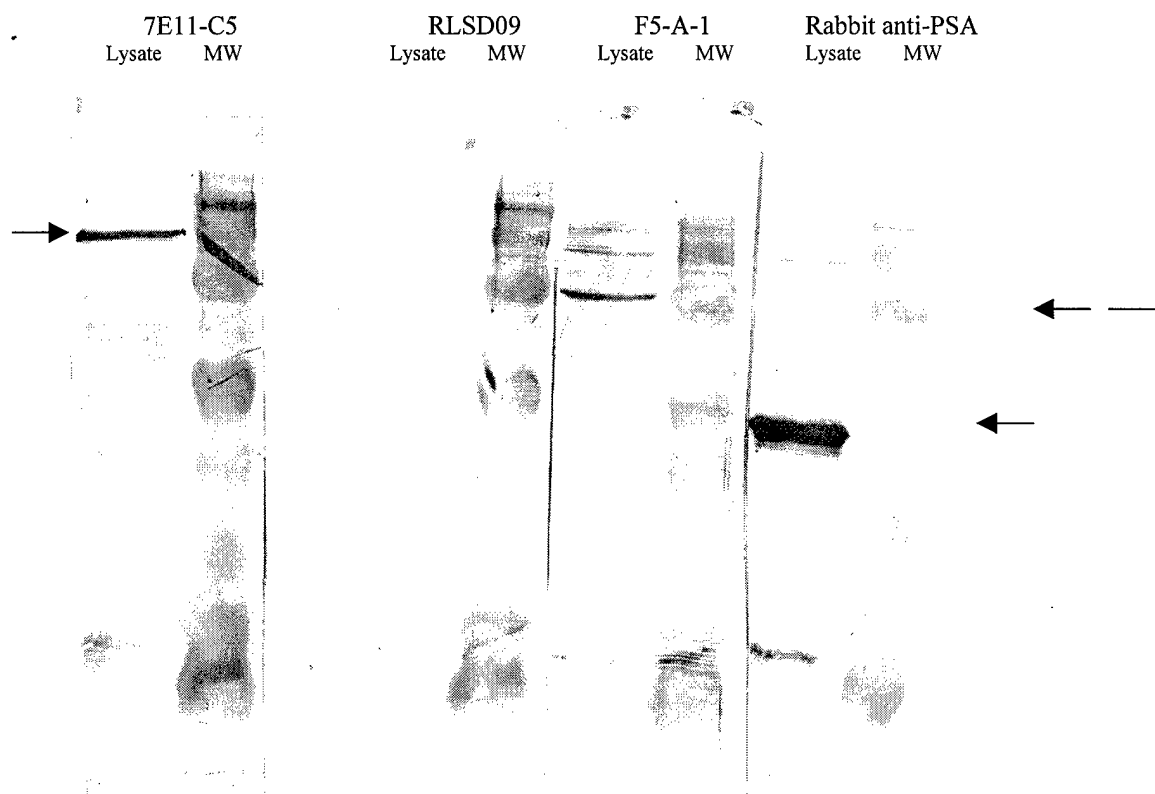 7E11-C5 RLSD09 F5-A-1 Rabbit anti-PSA
Lysate MW Lysate MW Lysate MW Lysate MW